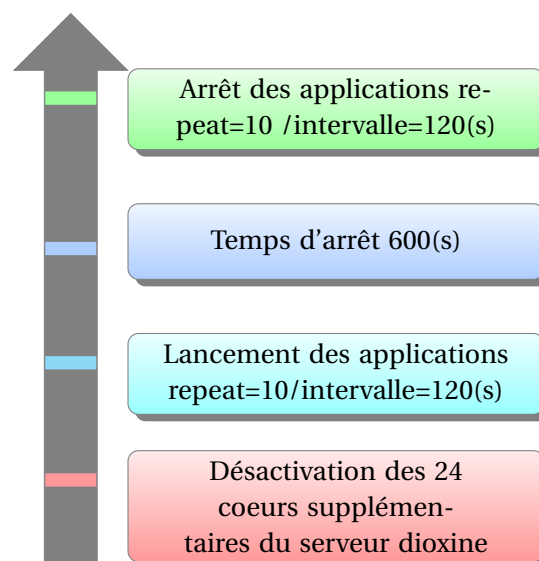 Arrêt des applications re-
peat=10 /intervalle=120(s)
Temps d'arrêt 600(s)
Lancement des applications
repeat=10/intervalle=120(s)
Désactivation des 24
coeurs supplémen-
taires du serveur dioxine